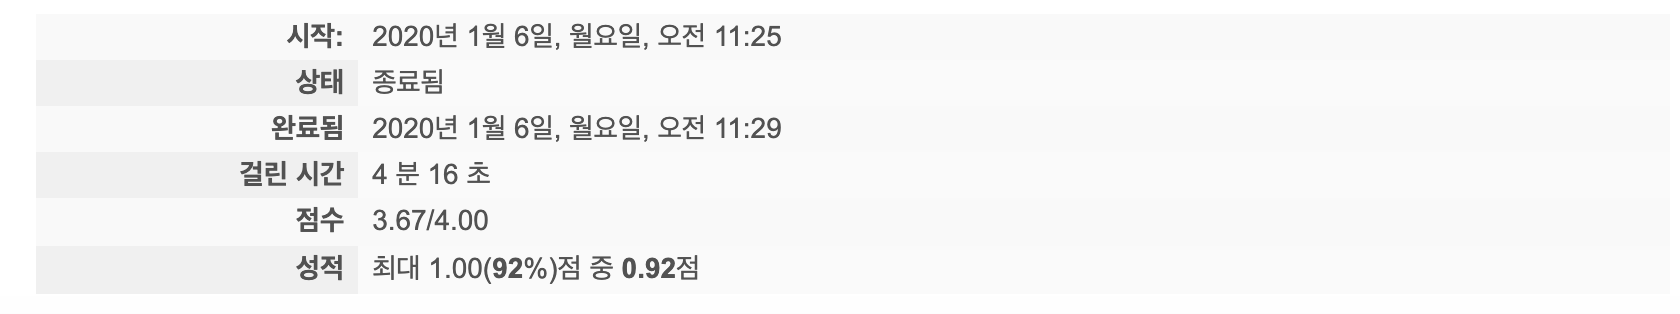 시작: 2020년 1월 6일, 월요일, 오전 11:25
상태 종료됨
완료됨 2020년 1월 6일, 월요일, 오전 11:29
걸린 시간 4 분 16 초
점수 3.67/4.00
성적 최대 1.00(92%)점 중 0.92점